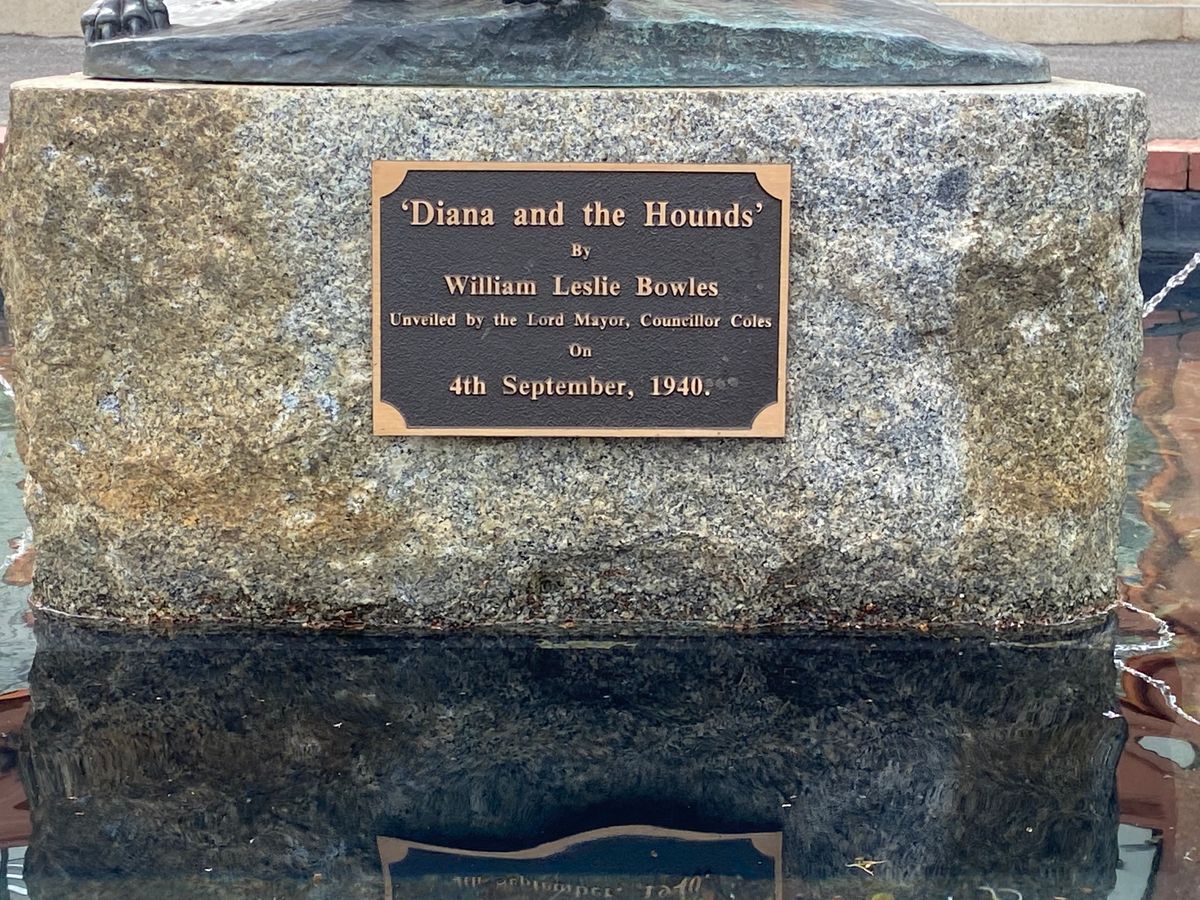 ‘Diana and the Hounds’
By
William Leslie Bowles
Unveiled by the Lord Mayor, Councillor Coles
On
4th September, 1940.